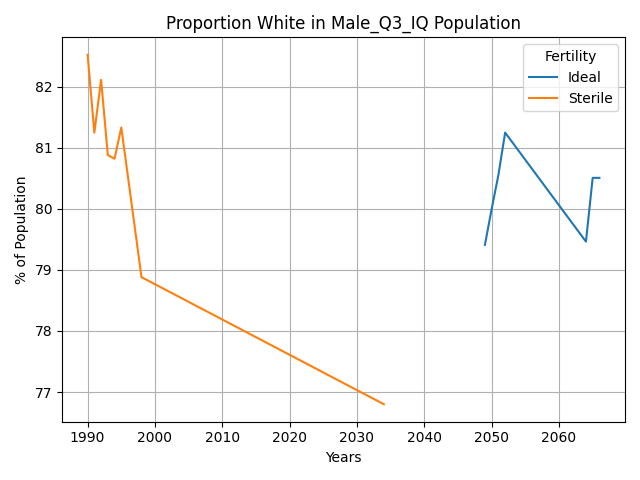 Proportion White in Male_Q3_IQ Population
Fertility
Ideal
Sterile
% of Population
82
81
80
79
78
77
1990 2000 2010 2020 2030 2040 2050 2060
Years